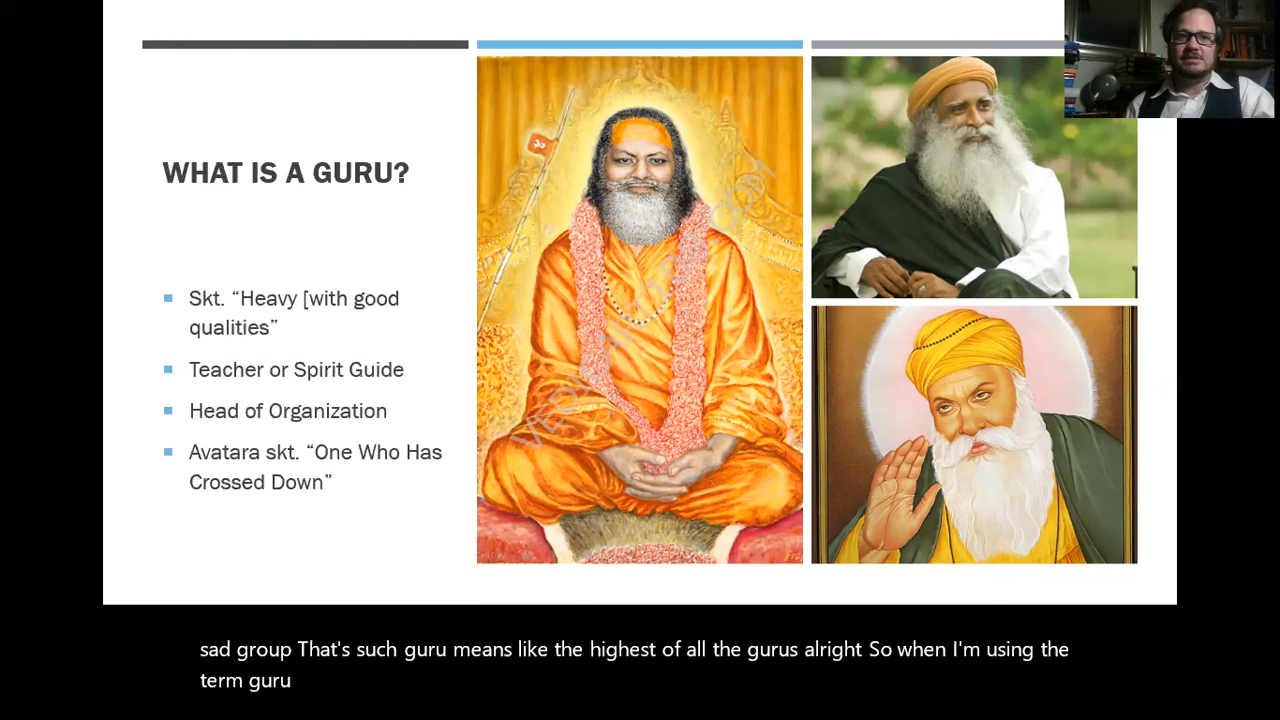 WHAT IS A GURU?
Skt. “Heavy [with good
qualities”
Teacher or Spirit Guide
Head of Organization
Avatara skt. “One Who Has
Crossed Down”
sad group That's such guru means like the highest of all the gurus alright So when I'm using the
term guru